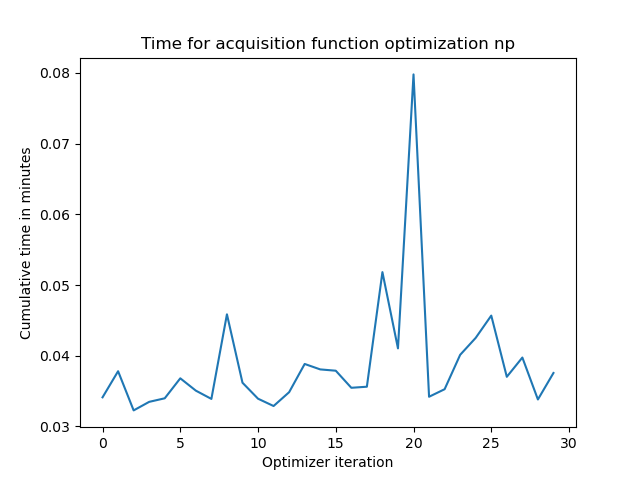 Time for acquisition function optimization np
Cumulative time in minutes
0.08
0.07
0.06
0.05
0.04
0.03
0 5 10 15 20 25 30
Optimizer iteration